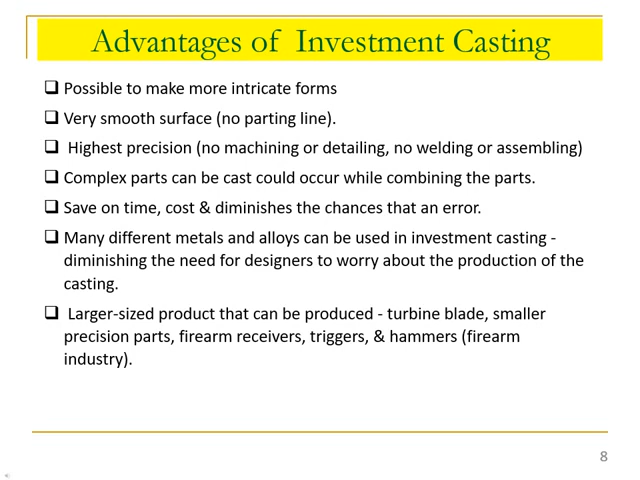 Advantages of Investment Casting
❑ Possible to make more intricate forms
❑ Very smooth surface (no parting line).
❑ Highest precision (no machining or detailing, no welding or assembling)
❑ Complex parts can be cast could occur while combining the parts.
❑ Save on time, cost & diminishes the chances that an error.
❑ Many different metals and alloys can be used in investment casting -
diminishing the need for designers to worry about the production of the
casting.
❑ Larger-sized product that can be produced - turbine blade, smaller
precision parts, firearm receivers, triggers, & hammers (firearm
industry).
8